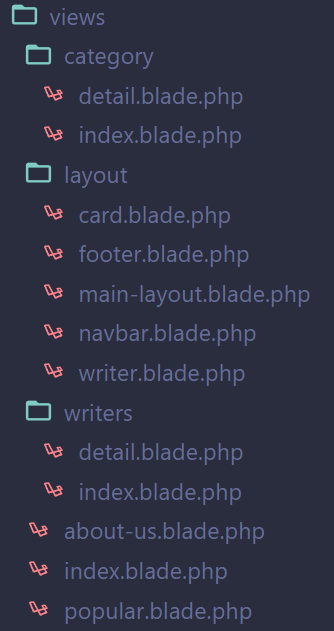 views
category
detail.blade.php
index.blade.php
layout
card.blade.php
footer.blade.php
main-layout.blade.php
navbar.blade.php
writer.blade.php
writers
detail.blade.php
index.blade.php
about-us.blade.php
index.blade.php
popular.blade.php